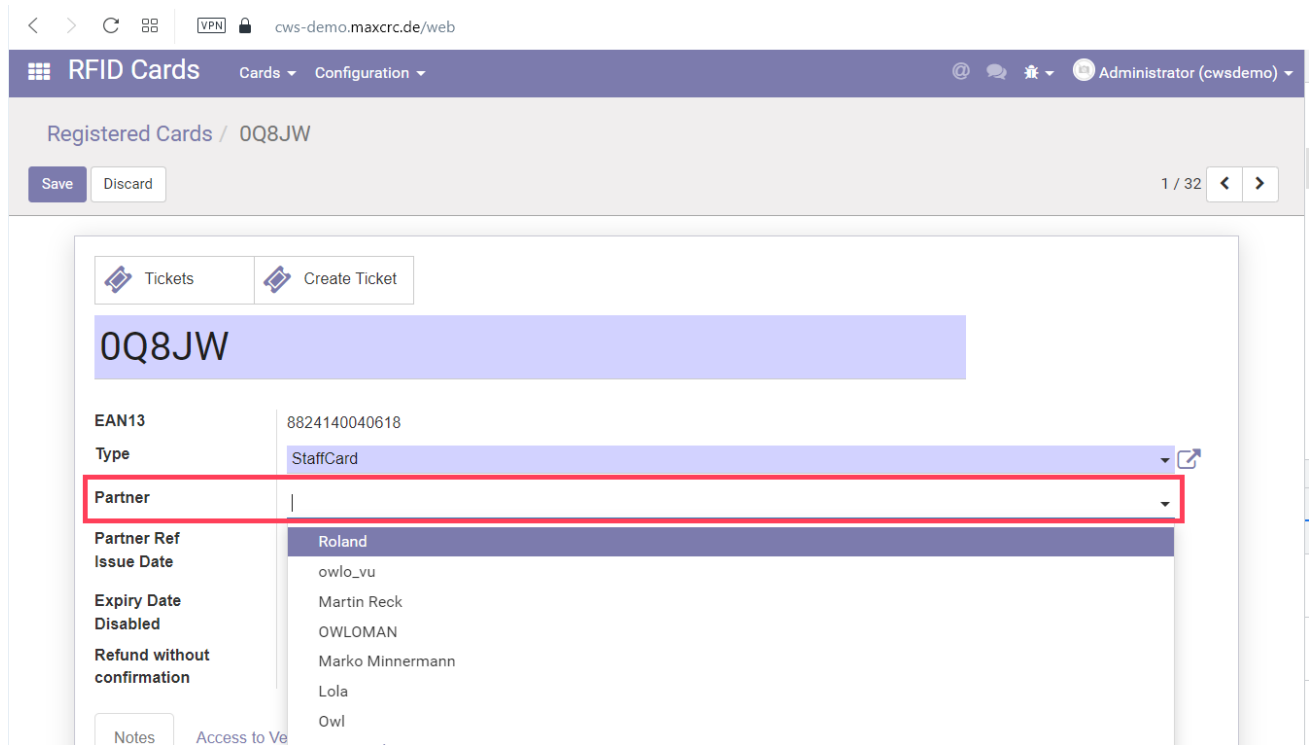 VPN cws-demo.maxcrc.de/web
RFID Cards Cards Configuration @ Administrator (cwsdemo)
Registered Cards / 0Q8JW
Save Discard 1 / 32
Tickets Create Ticket
0Q8JW
EAN13 8824140040618
Type StaffCard
Partner
Partner Ref
Roland
Issue Date
owlo_vu
Expiry Date
Martin Reck
Disabled
OWLOMAN
Refund without
confirmation
Marko Minnermann
Lola
Owl
Notes Access to Ve